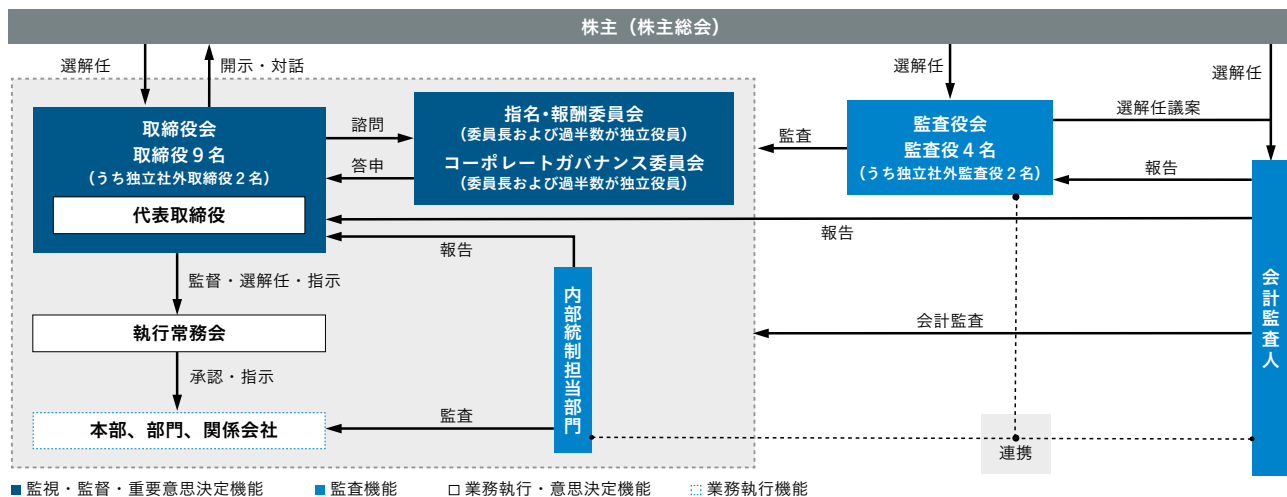 株主（株主総会）
選解任
開示・対話
選解任
選解任
取締役会
取締役９名
（うち独立社外取締役２名）
代表取締役
諮問
答申
指名・報酬委員会
（委員長および過半数が独立役員）
コーポレートガバナンス委員会
（委員長および過半数が独立役員）
監査
監査役会
監査役４名
（うち独立社外監査役２名）
選解任議案
報告
報告
報告
会計監査人
監督・選解任・指示
内部統制担当部門
執行常務会
会計監査
承認・指示
本部、部門、関係会社
監査
連携
監視・監督・重要意思決定機能
監査機能
業務執行・意思決定機能
業務執行機能